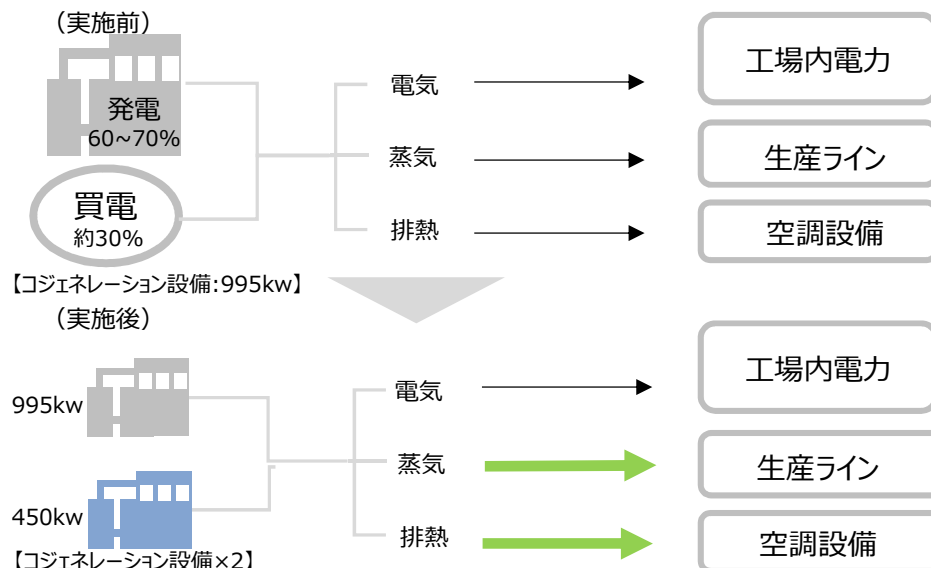 （実施前）
発電
60~70%
買電
約30%
電気
蒸気
排熱
工場内電力
生産ライン
空調設備
【コジェネレーション設備:995kw】
（実施後）
995kw
450kw
【コジェネレーション設備×2】
電気
蒸気
排熱
工場内電力
生産ライン
空調設備